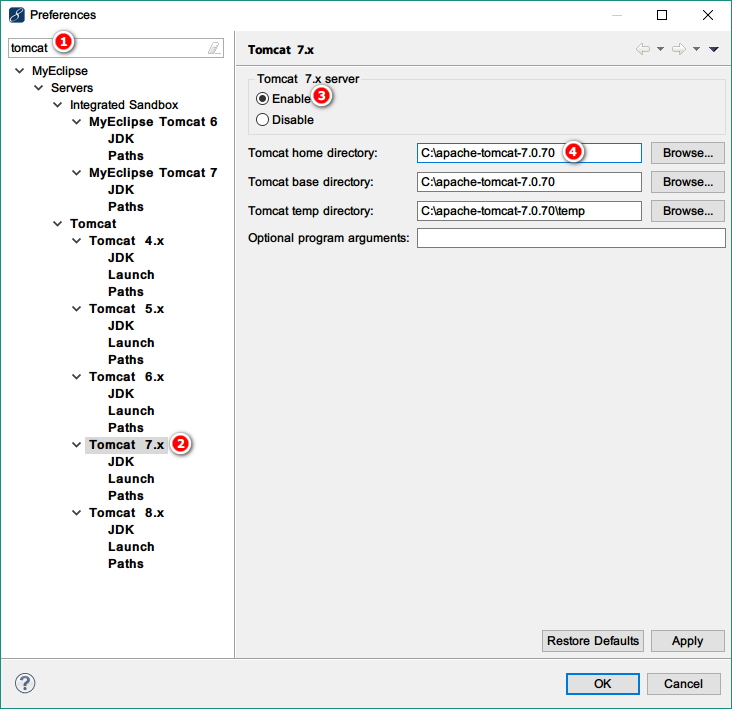 Preferences
tomcat 1
MyEclipse
Servers
Integrated Sandbox
MyEclipse Tomcat 6
JDK
Paths
MyEclipse Tomcat 7
JDK
Paths
Tomcat
Tomcat 4.x
JDK
Launch
Paths
Tomcat 5.x
JDK
Launch
Paths
Tomcat 6.x
JDK
Launch
Paths
Tomcat 7.x 2
JDK
Launch
Paths
Tomcat 8.x
JDK
Launch
Paths
Tomcat 7.x
Tomcat 7.x server
Enable 3
Disable
Tomcat home directory: C:\apache-tomcat-7.0.70 4 Browse...
Tomcat base directory: C:\apache-tomcat-7.0.70 Browse...
Tomcat temp directory: C:\apache-tomcat-7.0.70\temp Browse...
Optional program arguments:
Restore Defaults Apply
? OK Cancel